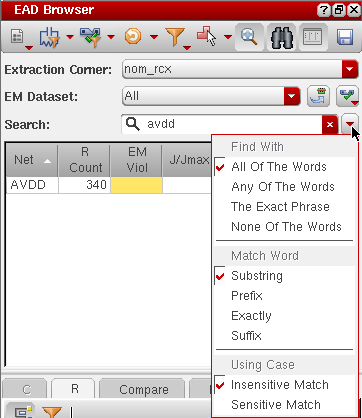 EAD Browser
Extraction Corner: nom_rcx
EM Dataset: All
Search: avdd
Net R Count EM Viol J/Jmax
AVDD 340
Find With
All Of The Words
Any Of The Words
The Exact Phrase
None Of The Words
Match Word
Substring
Prefix
Exactly
Suffix
Using Case
Insensitive Match
Sensitive Match
C R Compare